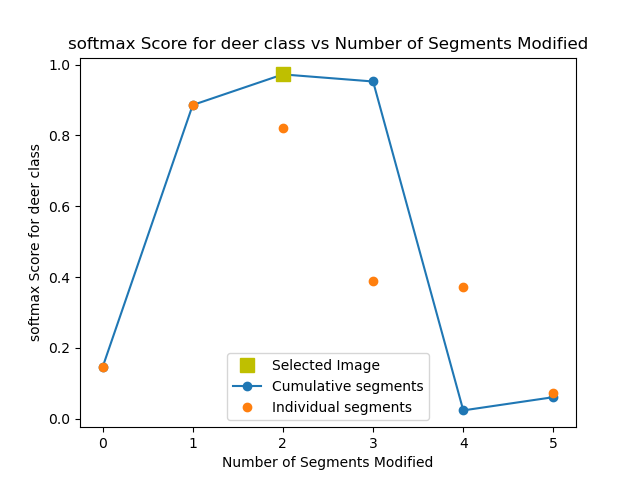 softmax Score for deer class vs Number of Segments Modified
softmax Score for deer class
1.0
0.8
0.6
0.4
0.2
0.0
Selected Image
Cumulative segments
Individual segments
0 1 2 3 4 5
Number of Segments Modified